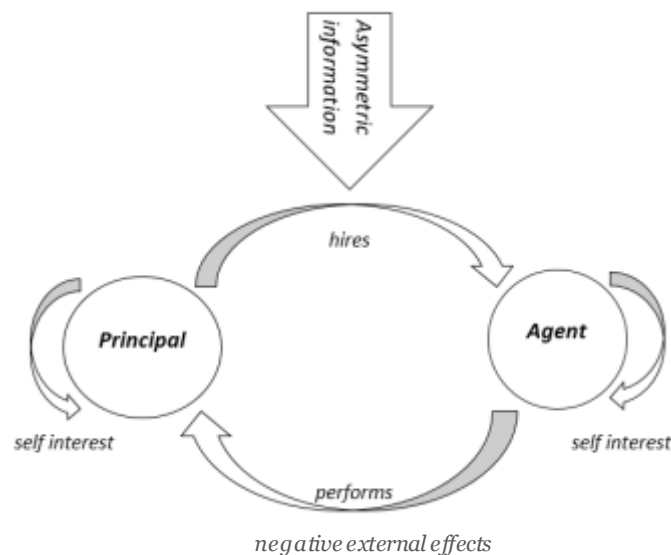 Asymmetric
information
hires
Principal
Agent
self interest
self interest
performs
negative external effects